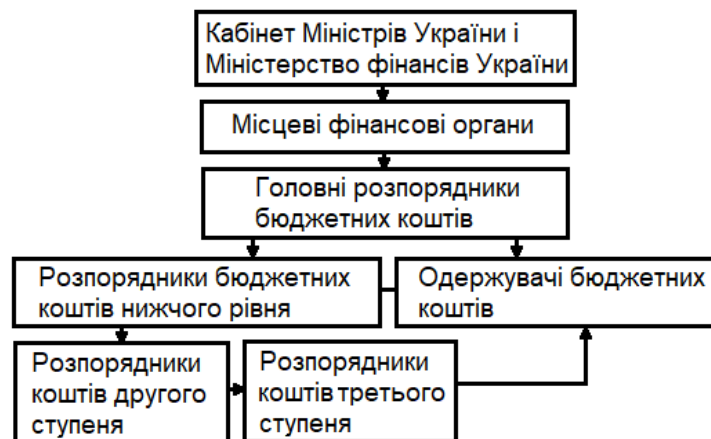 Кабінет Міністрів України і
Міністерство фінансів України
Місцеві фінансові органи
Головні розпорядники
бюджетних коштів
Розпорядники бюджетних
коштів нижчого рівня
Одержувачі бюджетних
коштів
Розпорядники
коштів другого
ступеня
Розпорядники
коштів третього
ступеня